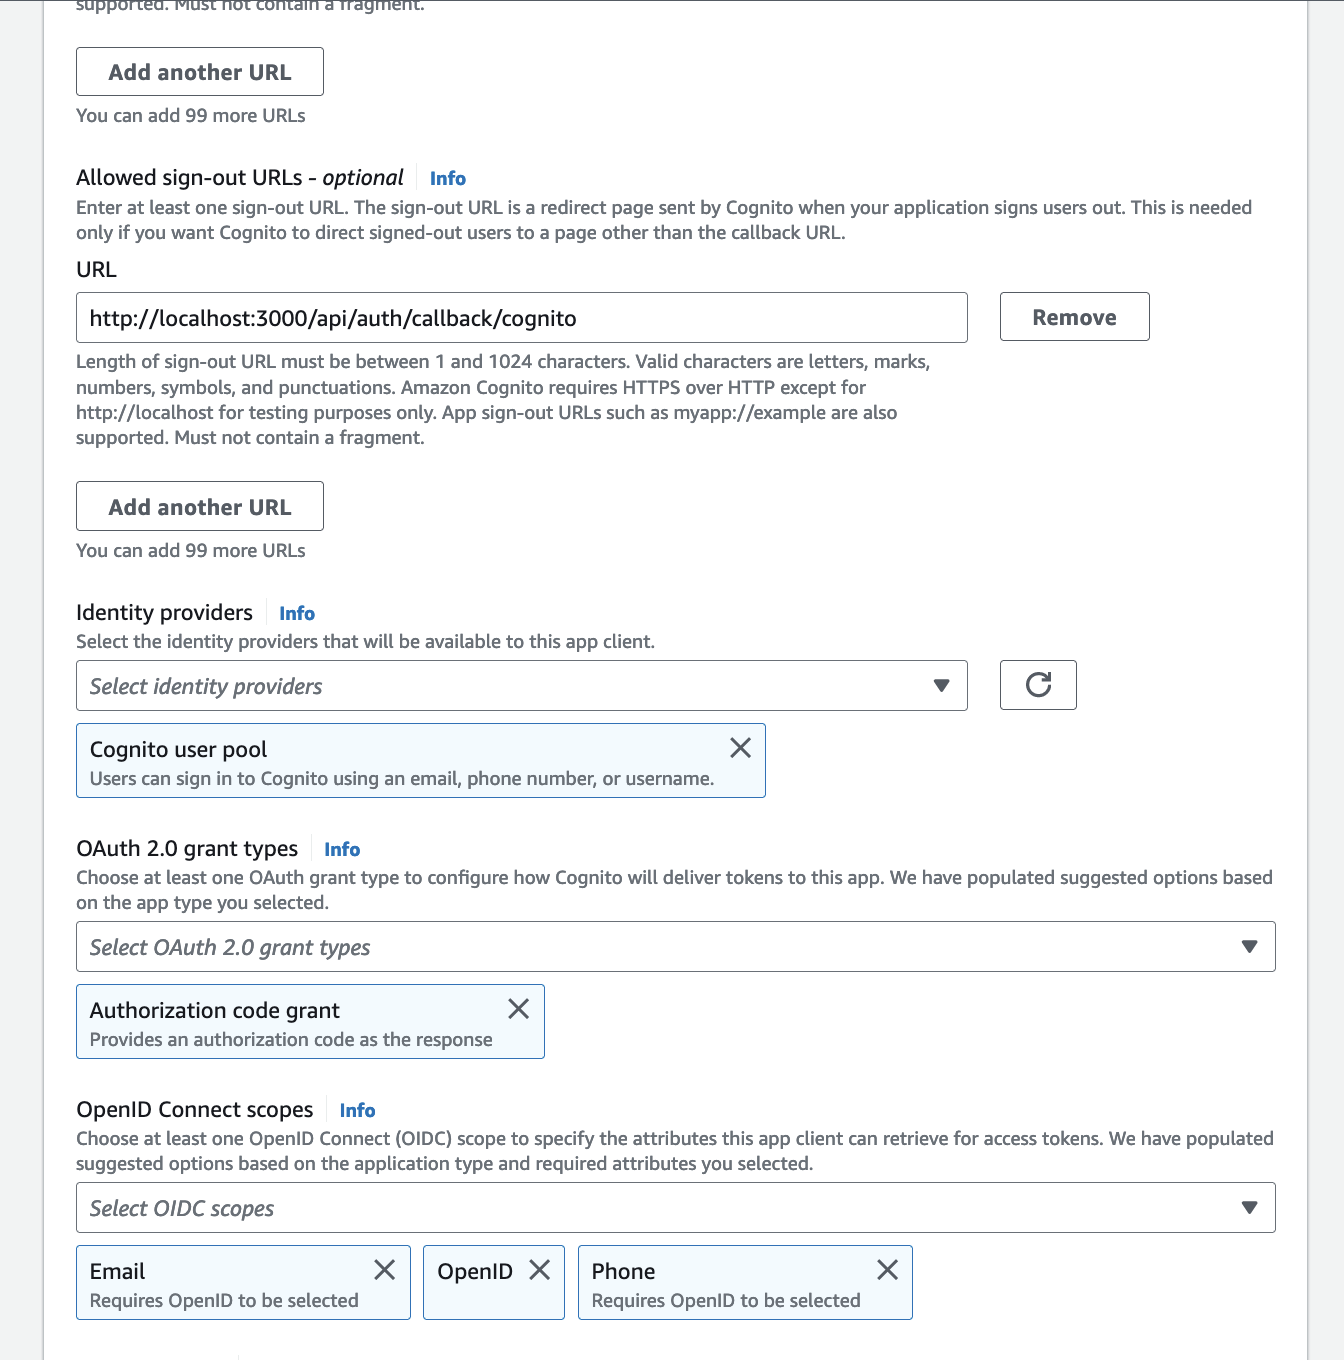 supported. Must not contain a fragment.
Add another URL
You can add 99 more URLs
Allowed sign-out URLs - optional Info
Enter at least one sign-out URL. The sign-out URL is a redirect page sent by Cognito when your application signs users out. This is needed
only if you want Cognito to direct signed-out users to a page other than the callback URL.
URL
http://localhost:3000/api/auth/callback/cognito
Remove
Length of sign-out URL must be between 1 and 1024 characters. Valid characters are letters, marks,
numbers, symbols, and punctuations. Amazon Cognito requires HTTPS over HTTP except for
http://localhost for testing purposes only. App sign-out URLs such as myapp://example are also
supported. Must not contain a fragment.
Add another URL
You can add 99 more URLs
Identity providers Info
Select the identity providers that will be available to this app client.
Select identity providers
Cognito user pool
Users can sign in to Cognito using an email, phone number, or username.
OAuth 2.0 grant types Info
Choose at least one OAuth grant type to configure how Cognito will deliver tokens to this app. We have populated suggested options based
on the app type you selected.
Select OAuth 2.0 grant types
Authorization code grant
Provides an authorization code as the response
OpenID Connect scopes Info
Choose at least one OpenID Connect (OIDC) scope to specify the attributes this app client can retrieve for access tokens. We have populated
suggested options based on the application type and required attributes you selected.
Select OIDC scopes
Email
Requires OpenID to be selected
OpenID
Phone
Requires OpenID to be selected